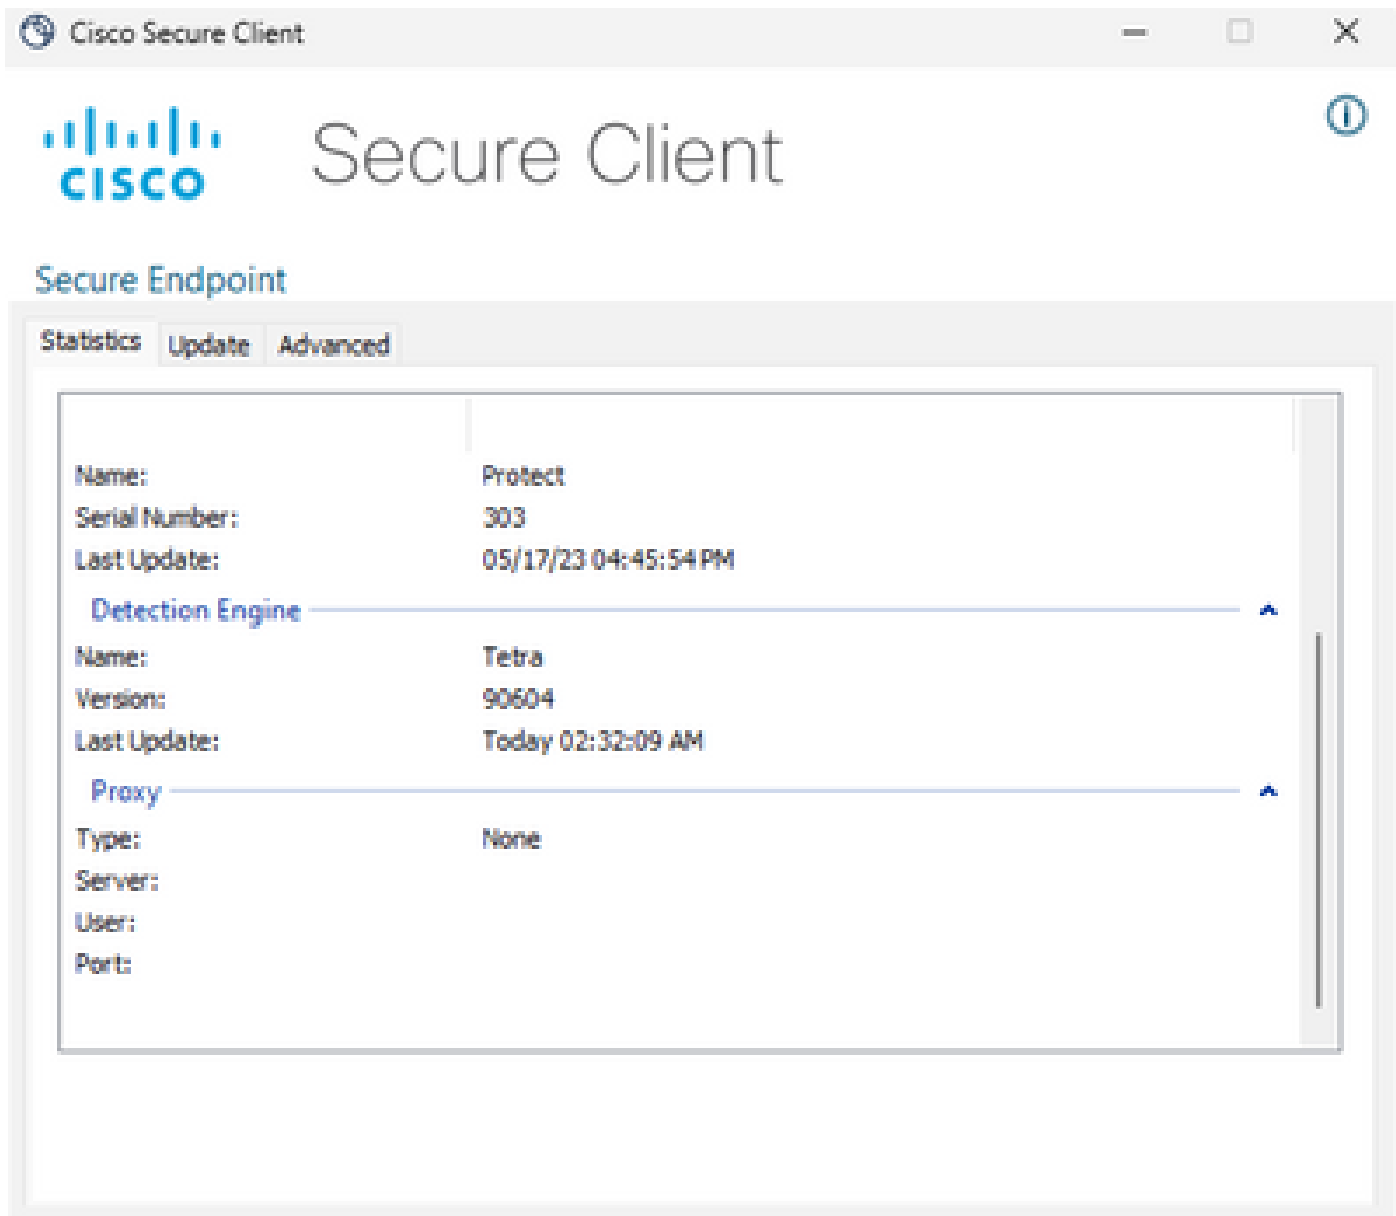 Cisco Secure Client
CISCO Secure Client
Secure Endpoint
Statistics Update Advanced
Name: Protect
Serial Number: 303
Last Update: 05/17/23 04:45:54 PM
Detection Engine
Name: Tetra
Version: 90604
Last Update: Today 02:32:09 AM
Proxy
Type: None
Server:
User:
Port: